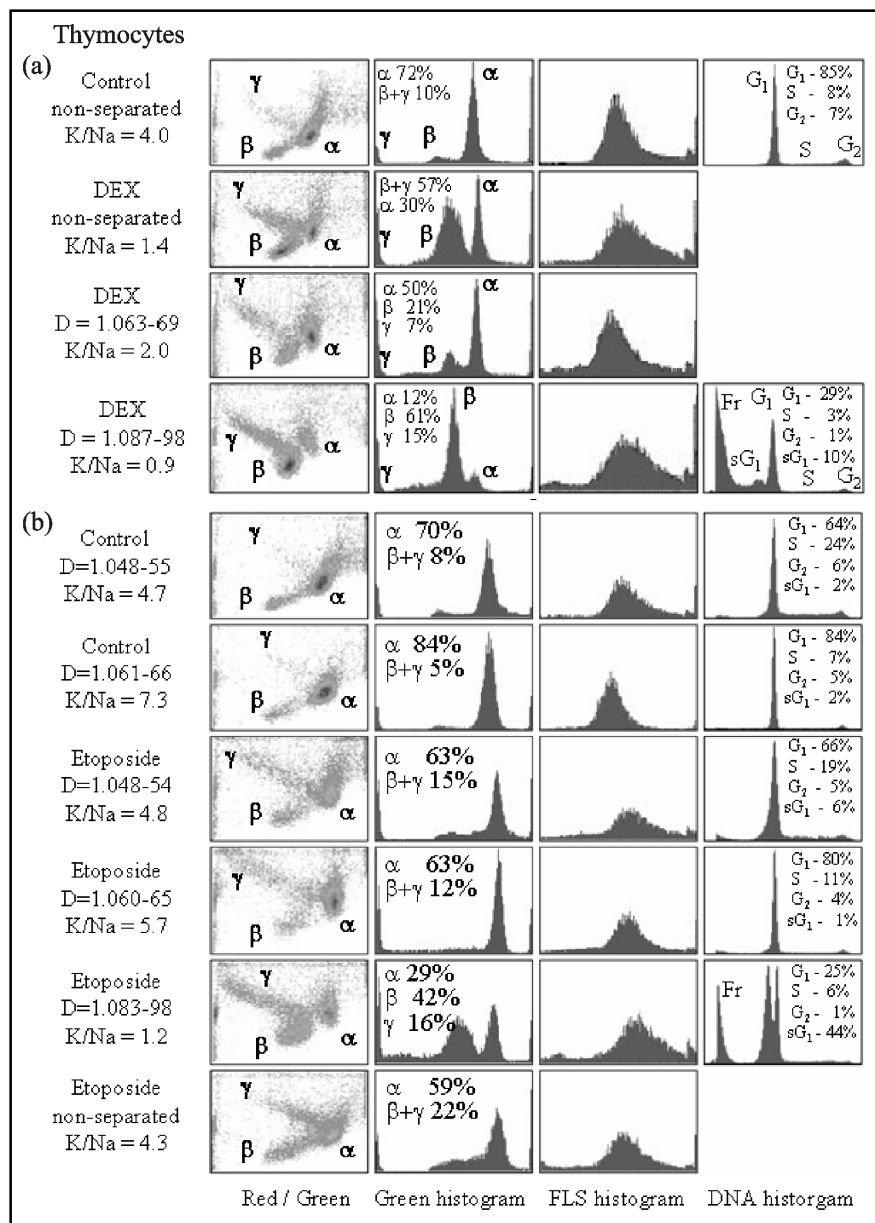 Thymocytes
(a)
Control
non-separated
K/Na = 4.0
γ
β
α
α 72%
β+γ 10%
α
γ
β
G1
G1 - 85%
S - 8%
G2 - 7%
S
G2
DEX
non-separated
K/Na = 1.4
γ
β
α
β+γ 57%
α 30%
α
γ
β
DEX
D = 1.063-69
K/Na = 2.0
γ
β
α
α 50%
β 21%
γ 7%
α
γ
β
DEX
D = 1.087-98
K/Na = 0.9
γ
β
α
α 12%
β 61%
γ 15%
β
γ
α
Fr
G1
sG1
G1 - 29%
S - 3%
G2 - 1%
sG1 - 10%
S
G2
(b)
Control
D=1.048-55
K/Na = 4.7
γ
β
α
α 70%
β+γ 8%
G1 - 64%
S - 24%
G2 - 6%
sG1 - 2%
Control
D=1.061-66
K/Na = 7.3
γ
β
α
α 84%
β+γ 5%
G1 - 84%
S - 7%
G2 - 5%
sG1 - 2%
Etoposide
D=1.048-54
K/Na = 4.8
γ
β
α
α 63%
β+γ 15%
G1 - 66%
S - 19%
G2 - 5%
sG1 - 6%
Etoposide
D=1.060-65
K/Na = 5.7
γ
β
α
α 63%
β+γ 12%
G1 - 80%
S - 11%
G2 - 4%
sG1 - 1%
Etoposide
D=1.083-98
K/Na = 1.2
γ
β
α
α 29%
β 42%
γ 16%
Fr
G1 - 25%
S - 6%
G2 - 1%
sG1 - 44%
Etoposide
non-separated
K/Na = 4.3
γ
β
α
α 59%
β+γ 22%
Red / Green
Green histogram
FLS histogram
DNA historgam